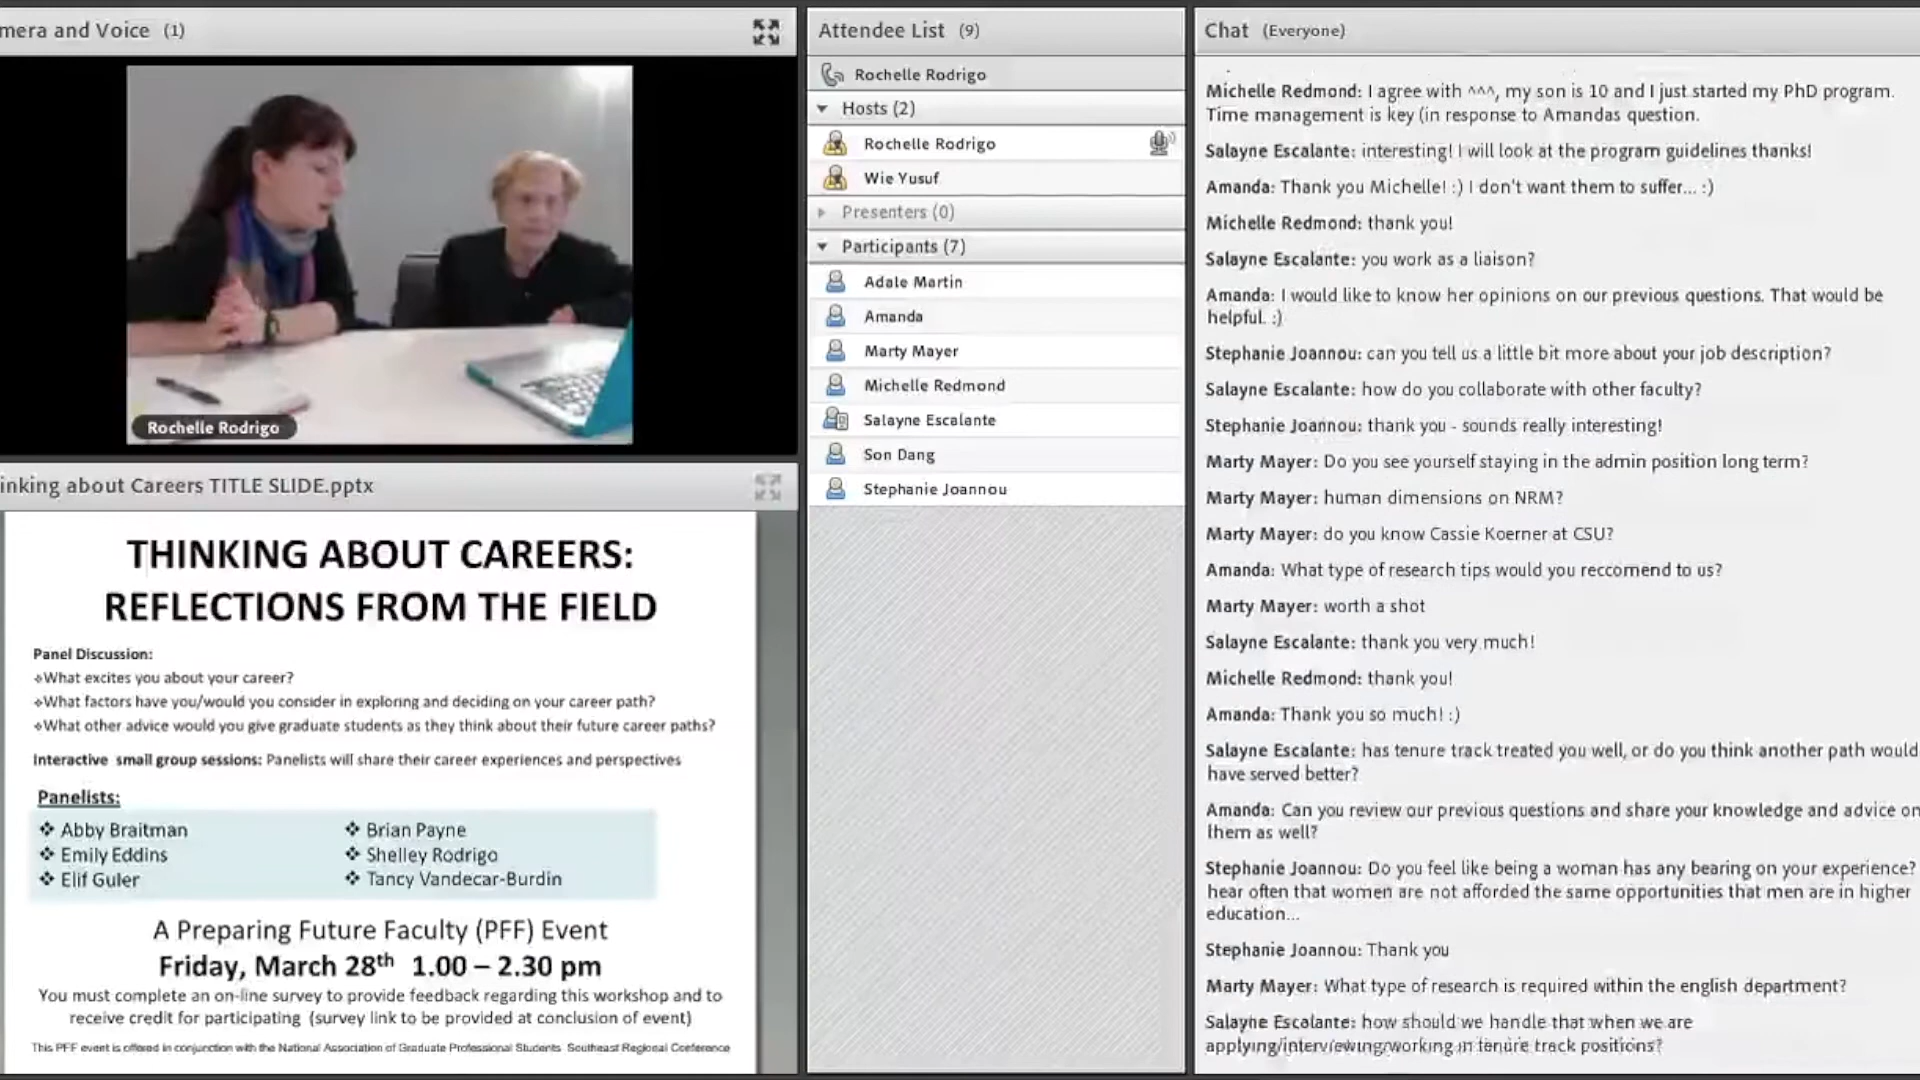 mera and Voice (1)
Rochelle Rodrigo
inking about Careers TITLE SLIDE.pptx
THINKING ABOUT CAREERS:
REFLECTIONS FROM THE FIELD
Panel Discussion:
❖What excites you about your career?
❖What factors have you/would you consider in exploring and deciding on your career path?
❖What other advice would you give graduate students as they think about their future career paths?
Interactive small group sessions: Panelists will share their career experiences and perspectives
Panelists:
❖ Abby Braitman
❖ Emily Eddins
❖ Elif Guler
❖ Brian Payne
❖ Shelley Rodrigo
❖ Tancy Vandecar-Burdin
A Preparing Future Faculty (PFF) Event
Friday, March 28th 1.00 – 2.30 pm
You must complete an on-line survey to provide feedback regarding this workshop and to
receive credit for participating (survey link to be provided at conclusion of event)
This PFF event is offered in conjunction with the National Association of Graduate Professional Students Southeast Regional Conference
Attendee List (9)
Rochelle Rodrigo
Hosts (2)
Rochelle Rodrigo
Wie Yusuf
Presenters (0)
Participants (7)
Adale Martin
Amanda
Marty Mayer
Michelle Redmond
Salayne Escalante
Son Dang
Stephanie Joannou
Chat (Everyone)
Michelle Redmond: I agree with ^^^, my son is 10 and I just started my PhD program.
Time management is key (in response to Amandas question.
Salayne Escalante: interesting! I will look at the program guidelines thanks!
Amanda: Thank you Michelle! :) I don't want them to suffer... :)
Michelle Redmond: thank you!
Salayne Escalante: you work as a liaison?
Amanda: I would like to know her opinions on our previous questions. That would be
helpful. :)
Stephanie Joannou: can you tell us a little bit more about your job description?
Salayne Escalante: how do you collaborate with other faculty?
Stephanie Joannou: thank you - sounds really interesting!
Marty Mayer: Do you see yourself staying in the admin position long term?
Marty Mayer: human dimensions on NRM?
Marty Mayer: do you know Cassie Koerner at CSU?
Amanda: What type of research tips would you reccomend to us?
Marty Mayer: worth a shot
Salayne Escalante: thank you very much!
Michelle Redmond: thank you!
Amanda: Thank you so much! :)
Salayne Escalante: has tenure track treated you well, or do you think another path would
have served better?
Amanda: Can you review our previous questions and share your knowledge and advice on
them as well?
Stephanie Joannou: Do you feel like being a woman has any bearing on your experience?
hear often that women are not afforded the same opportunities that men are in higher
education...
Stephanie Joannou: Thank you
Marty Mayer: What type of research is required within the english department?
Salayne Escalante: how should we handle that when we are
applying/interviewing/working in tenure track positions?